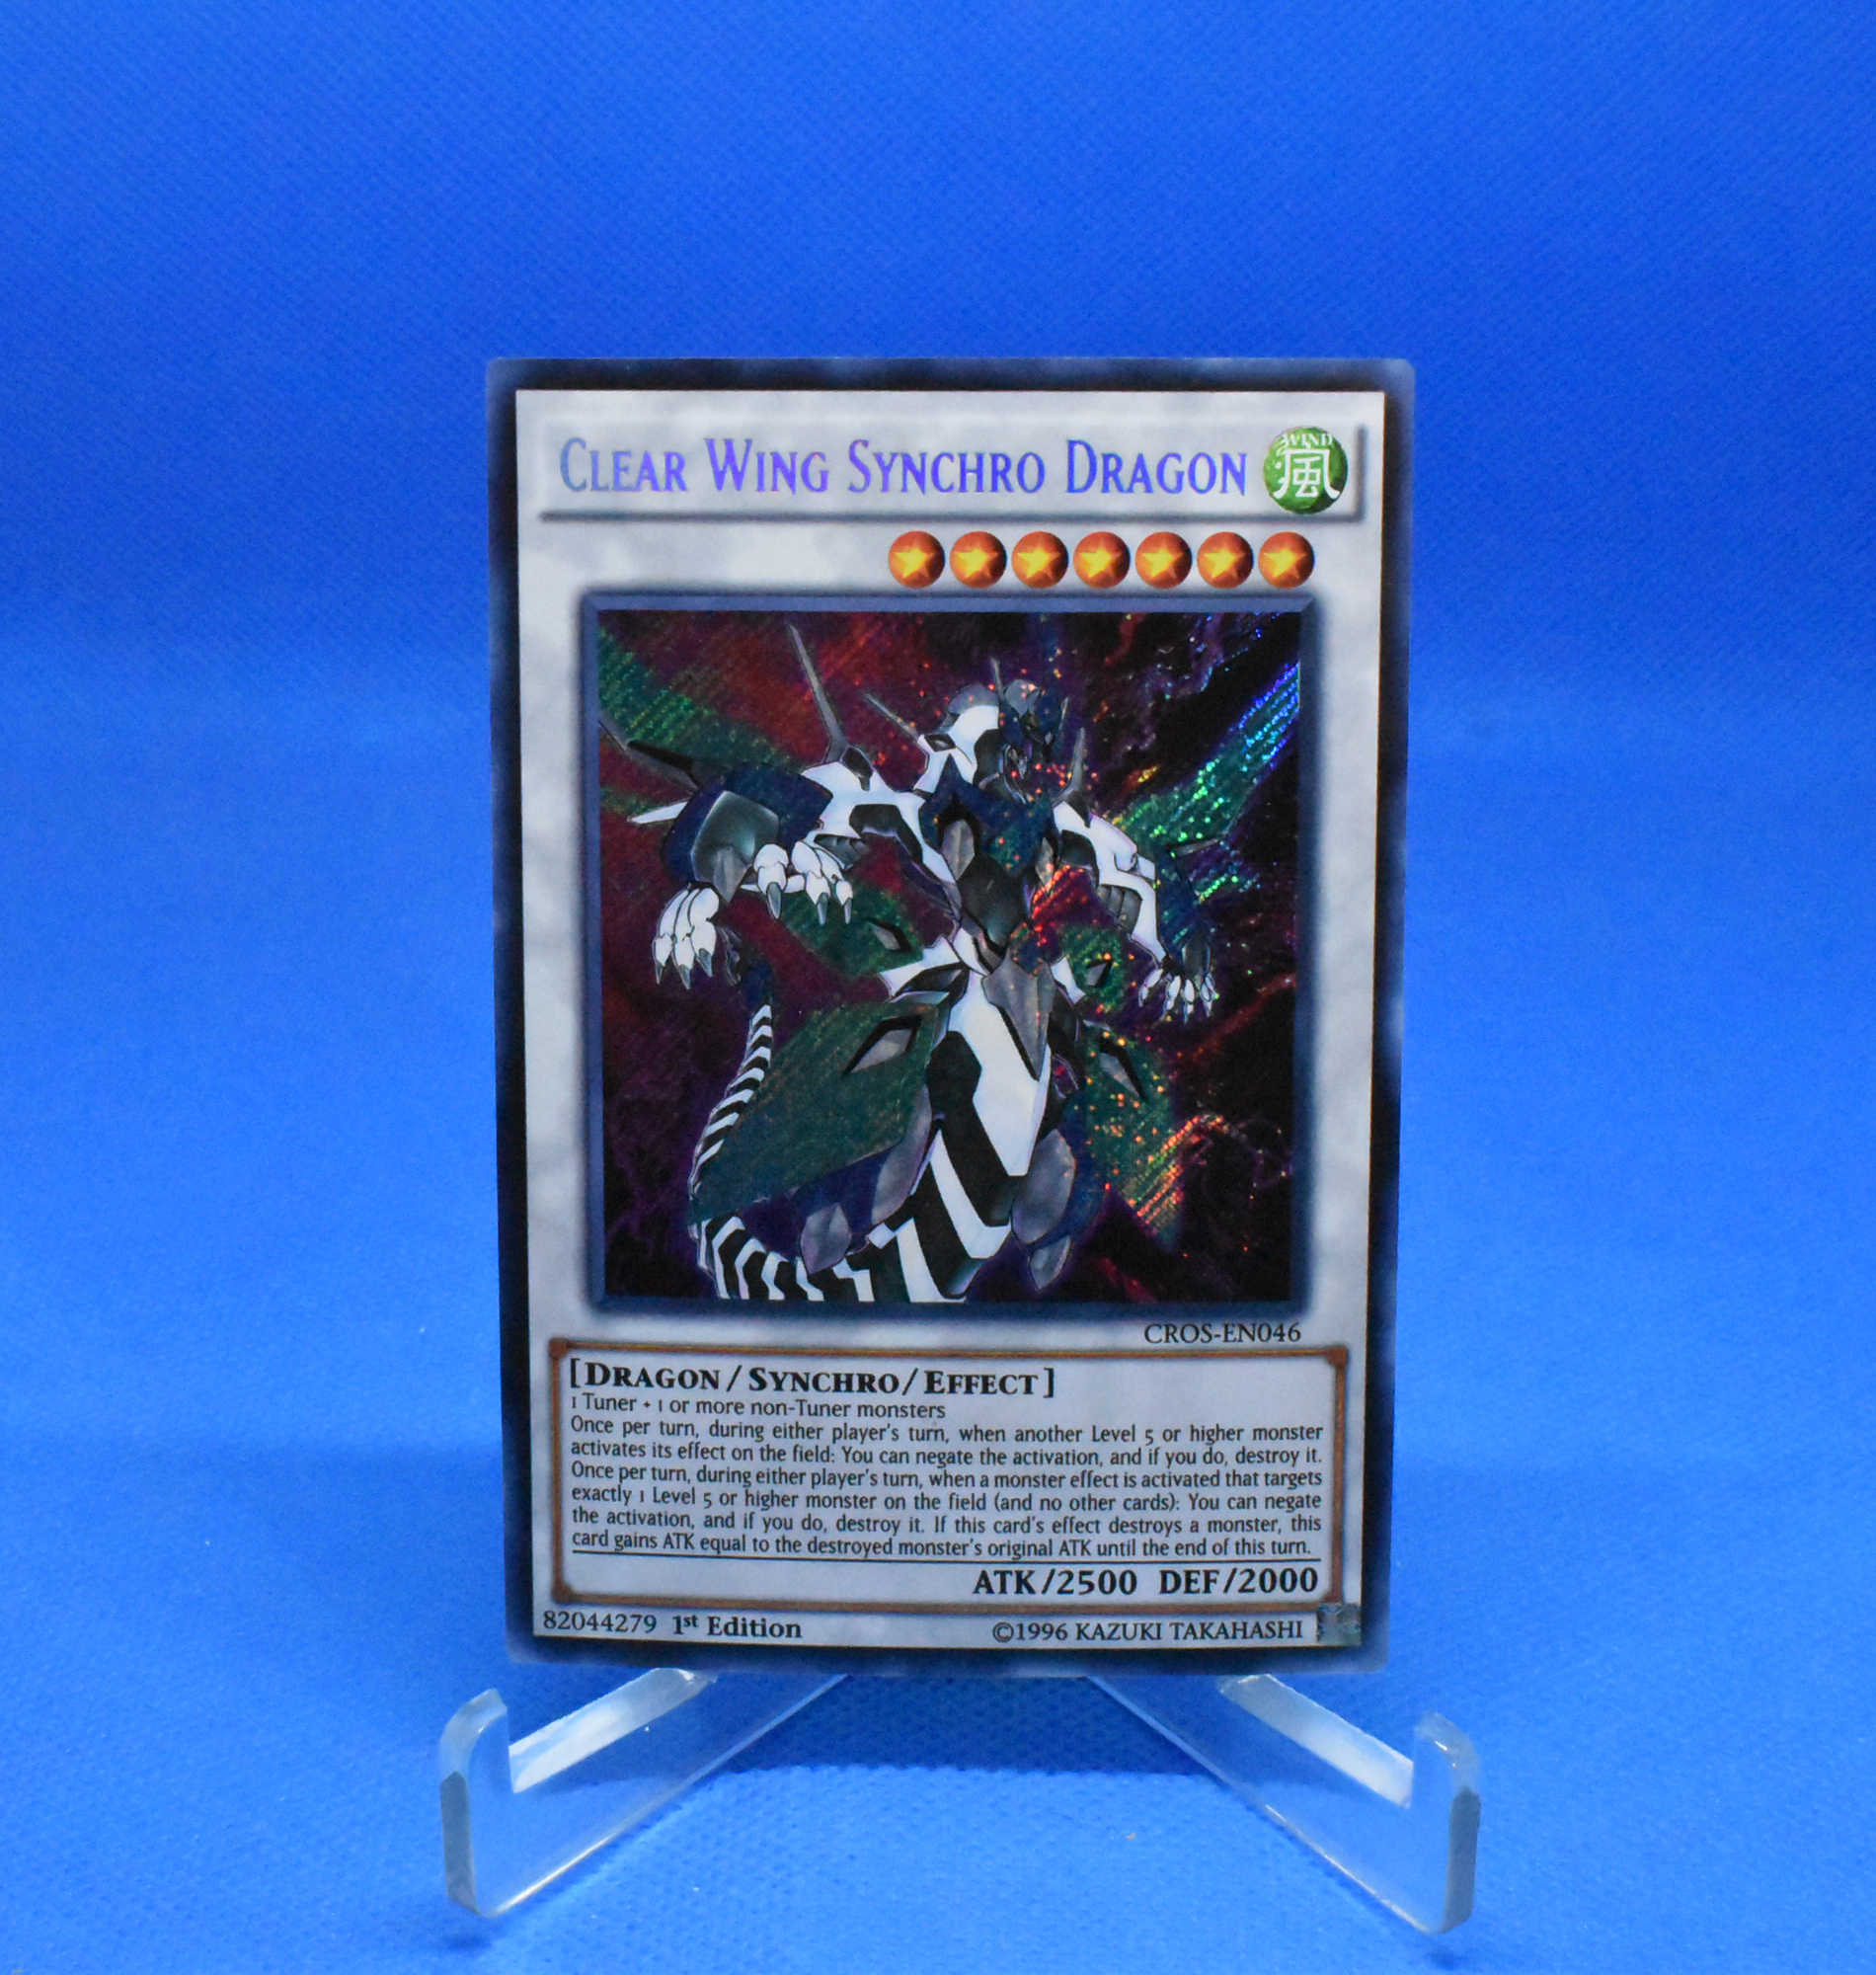 Clear Wing Synchro Dragon
WIND
風
CROS-EN046
[Dragon/Synchro/Effect]
1 Tuner + 1 or more non-Tuner monsters
Once per turn, during either player's turn, when another Level 5 or higher monster
activates its effect on the field: You can negate the activation, and if you do, destroy it.
Once per turn, during either player's turn, when a monster effect is activated that targets
exactly 1 Level 5 or higher monster on the field (and no other cards): You can negate
the activation, and if you do, destroy it. If this card's effect destroys a monster, this
card gains ATK equal to the destroyed monster's original ATK until the end of this turn.
ATK/2500 DEF/2000
82044279 1st Edition ©1996 KAZUKI TAKAHASHI